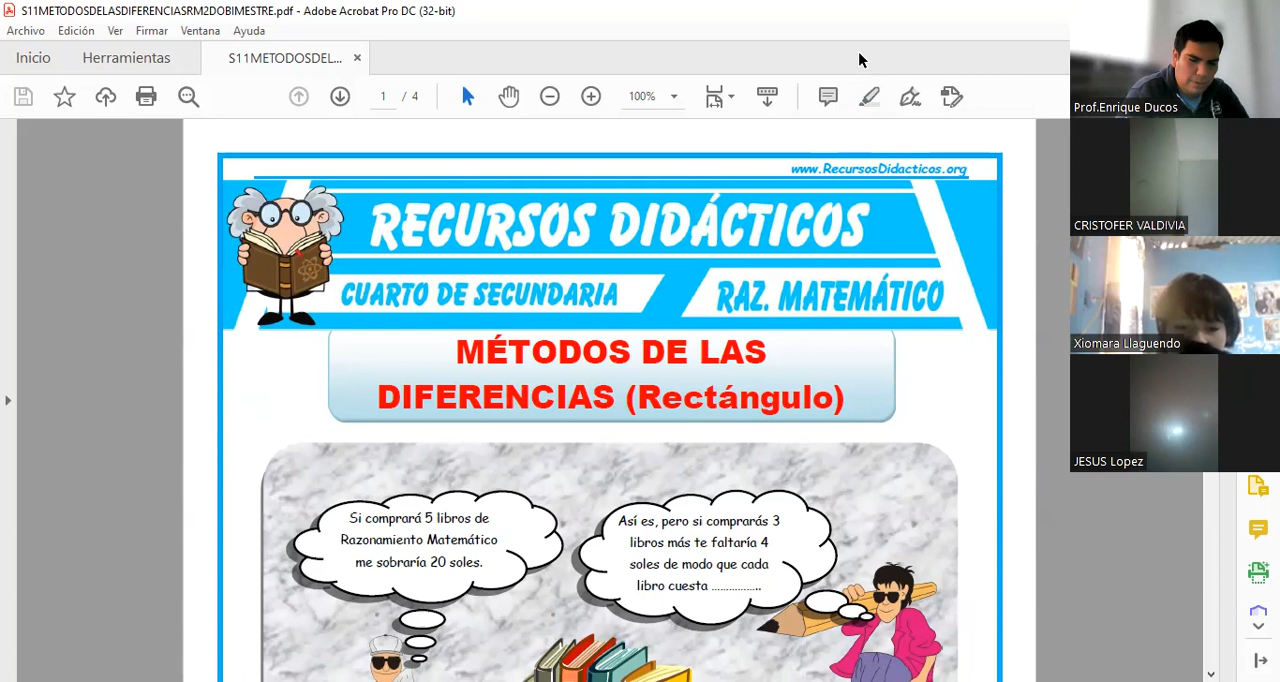 S11METODOSDELASDIFERENCIASRM2DOBIMESTRE.pdf - Adobe Acrobat Pro DC (32-bit)
Archivo Edición Ver Firmar Ventana Ayuda
Inicio Herramientas S11METODOSDEL... ×
1 / 4 100%
www.RecursosDidacticos.org
RECURSOS DIDÁCTICOS
CUARTO DE SECUNDARIA RAZ. MATEMÁTICO
MÉTODOS DE LAS
DIFERENCIAS (Rectángulo)
Si comprará 5 libros de
Razonamiento Matemático
me sobraría 20 soles.
Así es, pero si comprarás 3
libros más te faltaría 4
soles de modo que cada
libro cuesta ……………..
Prof.Enrique Ducos
CRISTOFER VALDIVIA
Xiomara Llaguendo
JESUS Lopez